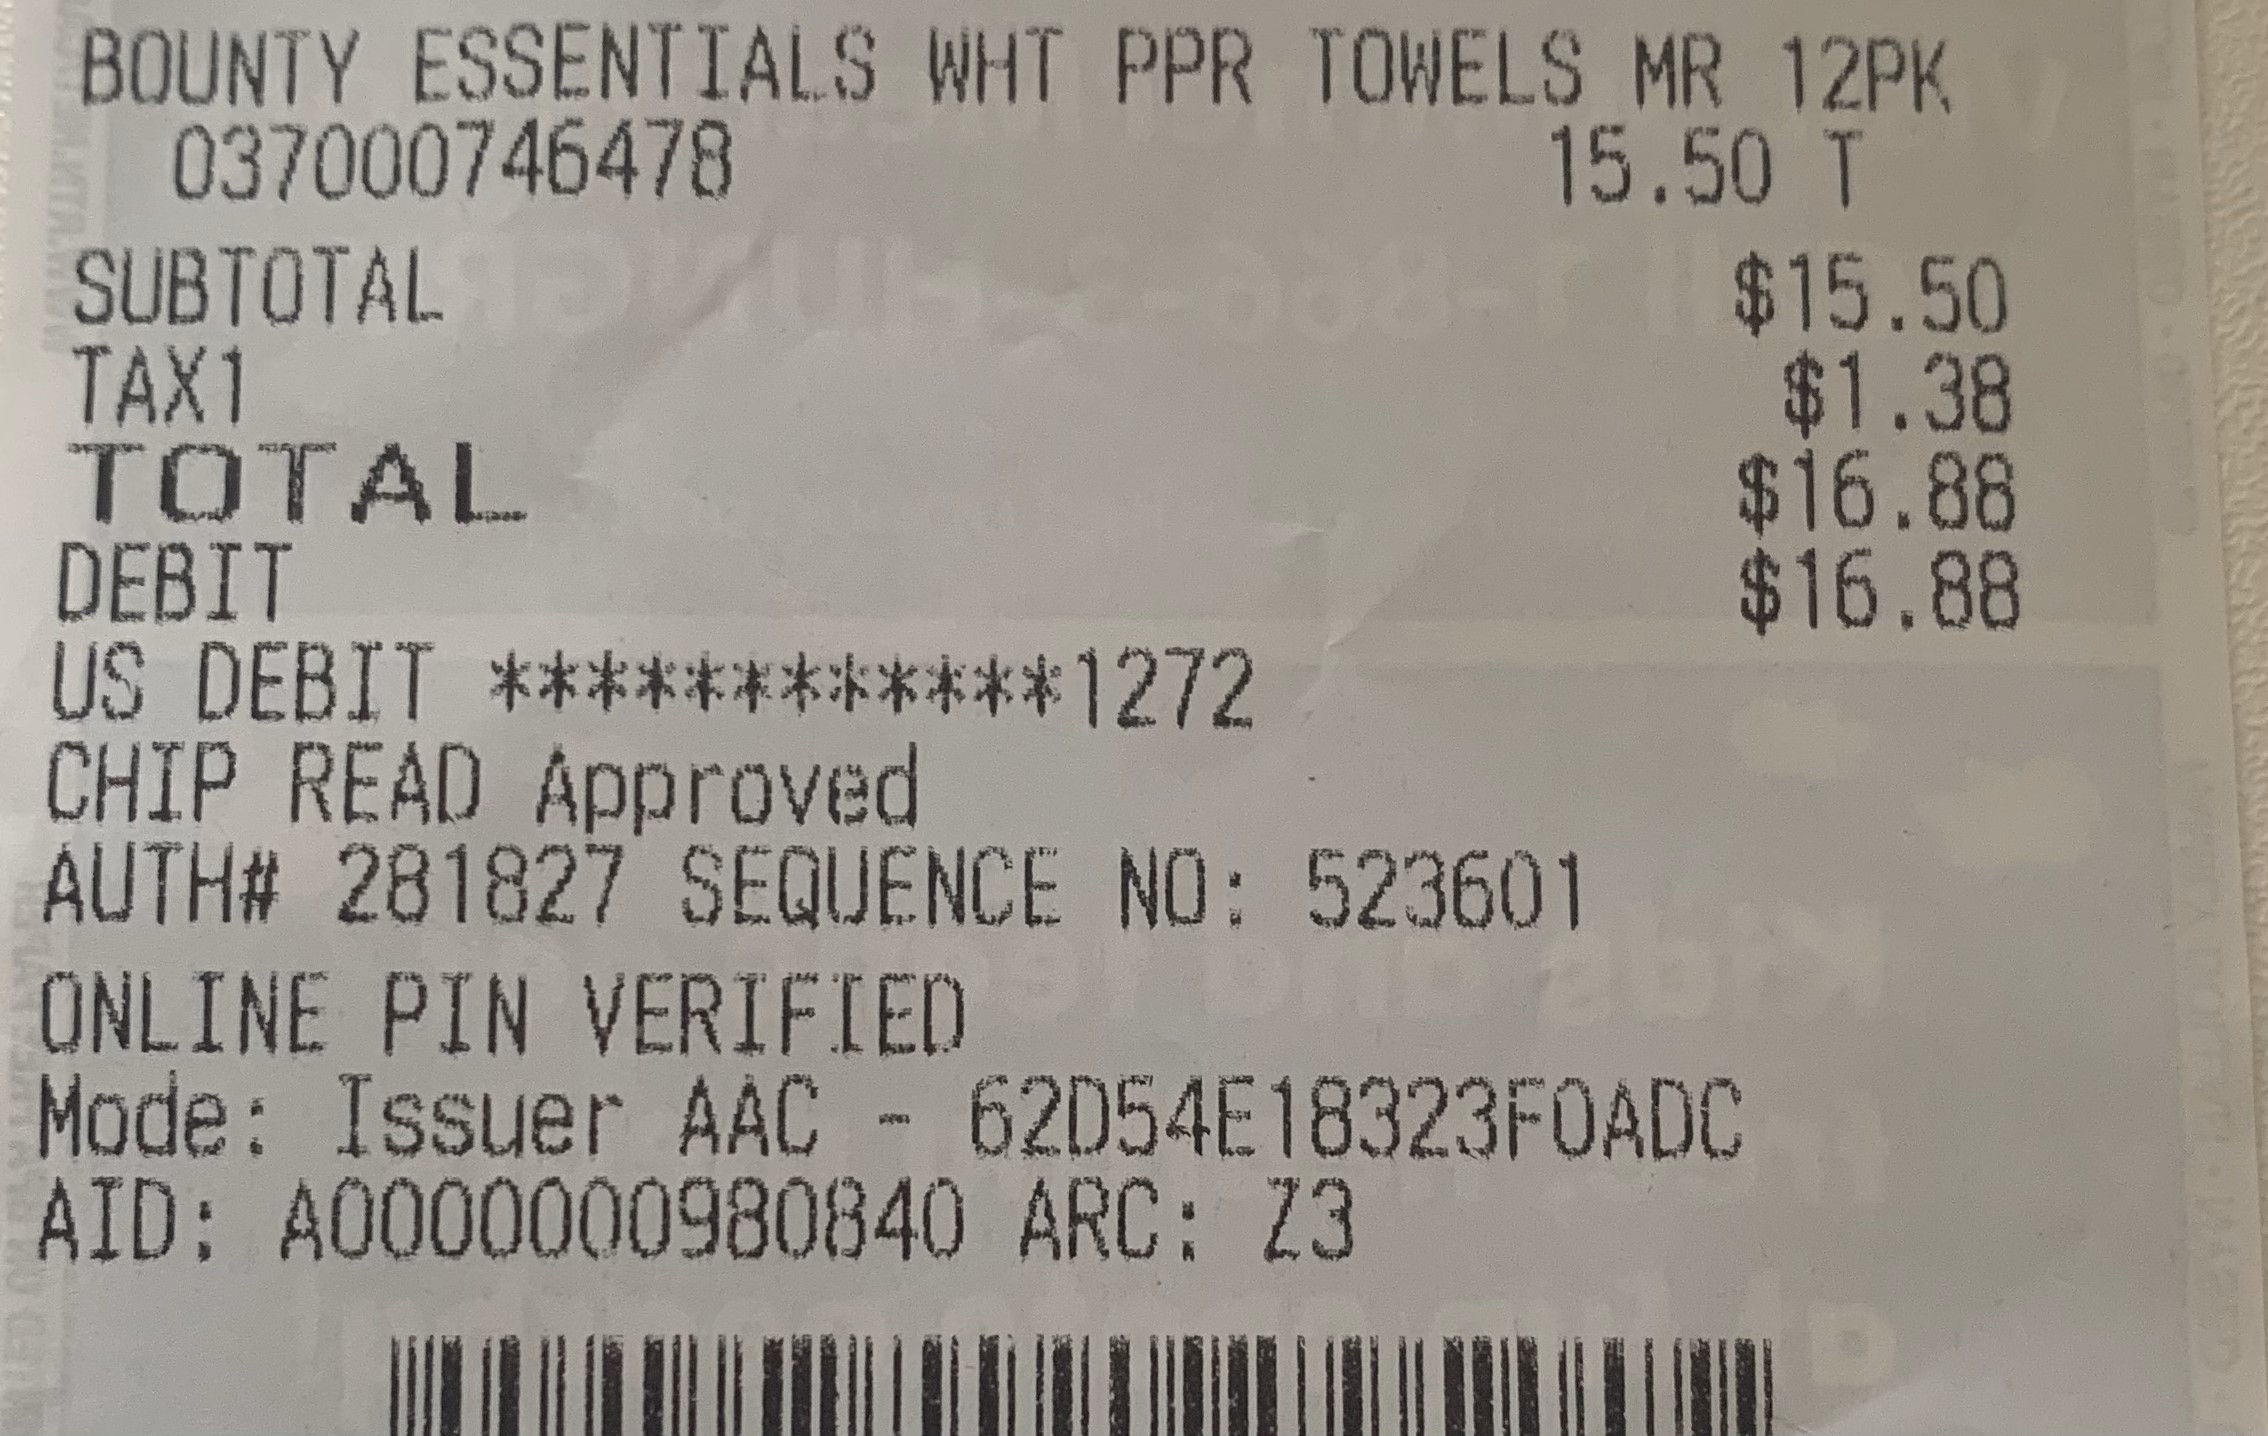 BOUNTY ESSENTIALS WHT PPR TOWELS MR 12PK
037000746478 15.50 T
SUBTOTAL $15.50
TAX1 $1.38
TOTAL $16.88
DEBIT $16.88
US DEBIT ************1272
CHIP READ Approved
AUTH# 281827 SEQUENCE NO: 523601
ONLINE PIN VERIFIED
Mode: Issuer AAC - 62D54E18323F0ADC
AID: A0000000980840 ARC: Z3